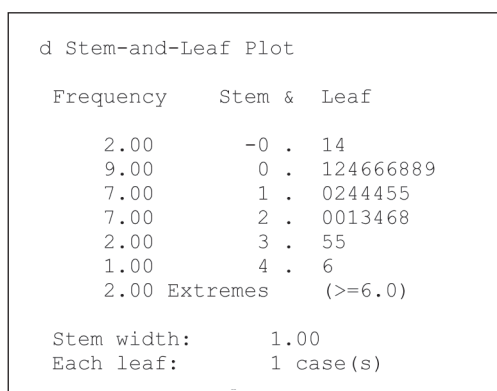 d Stem-and-Leaf Plot
Frequency Stem & Leaf
2.00 -0 . 14
9.00 0 . 124666889
7.00 1 . 0244455
7.00 2 . 0013468
2.00 3 . 55
1.00 4 . 6
2.00 Extremes (>=6.0)
Stem width: 1.00
Each leaf: 1 case(s)